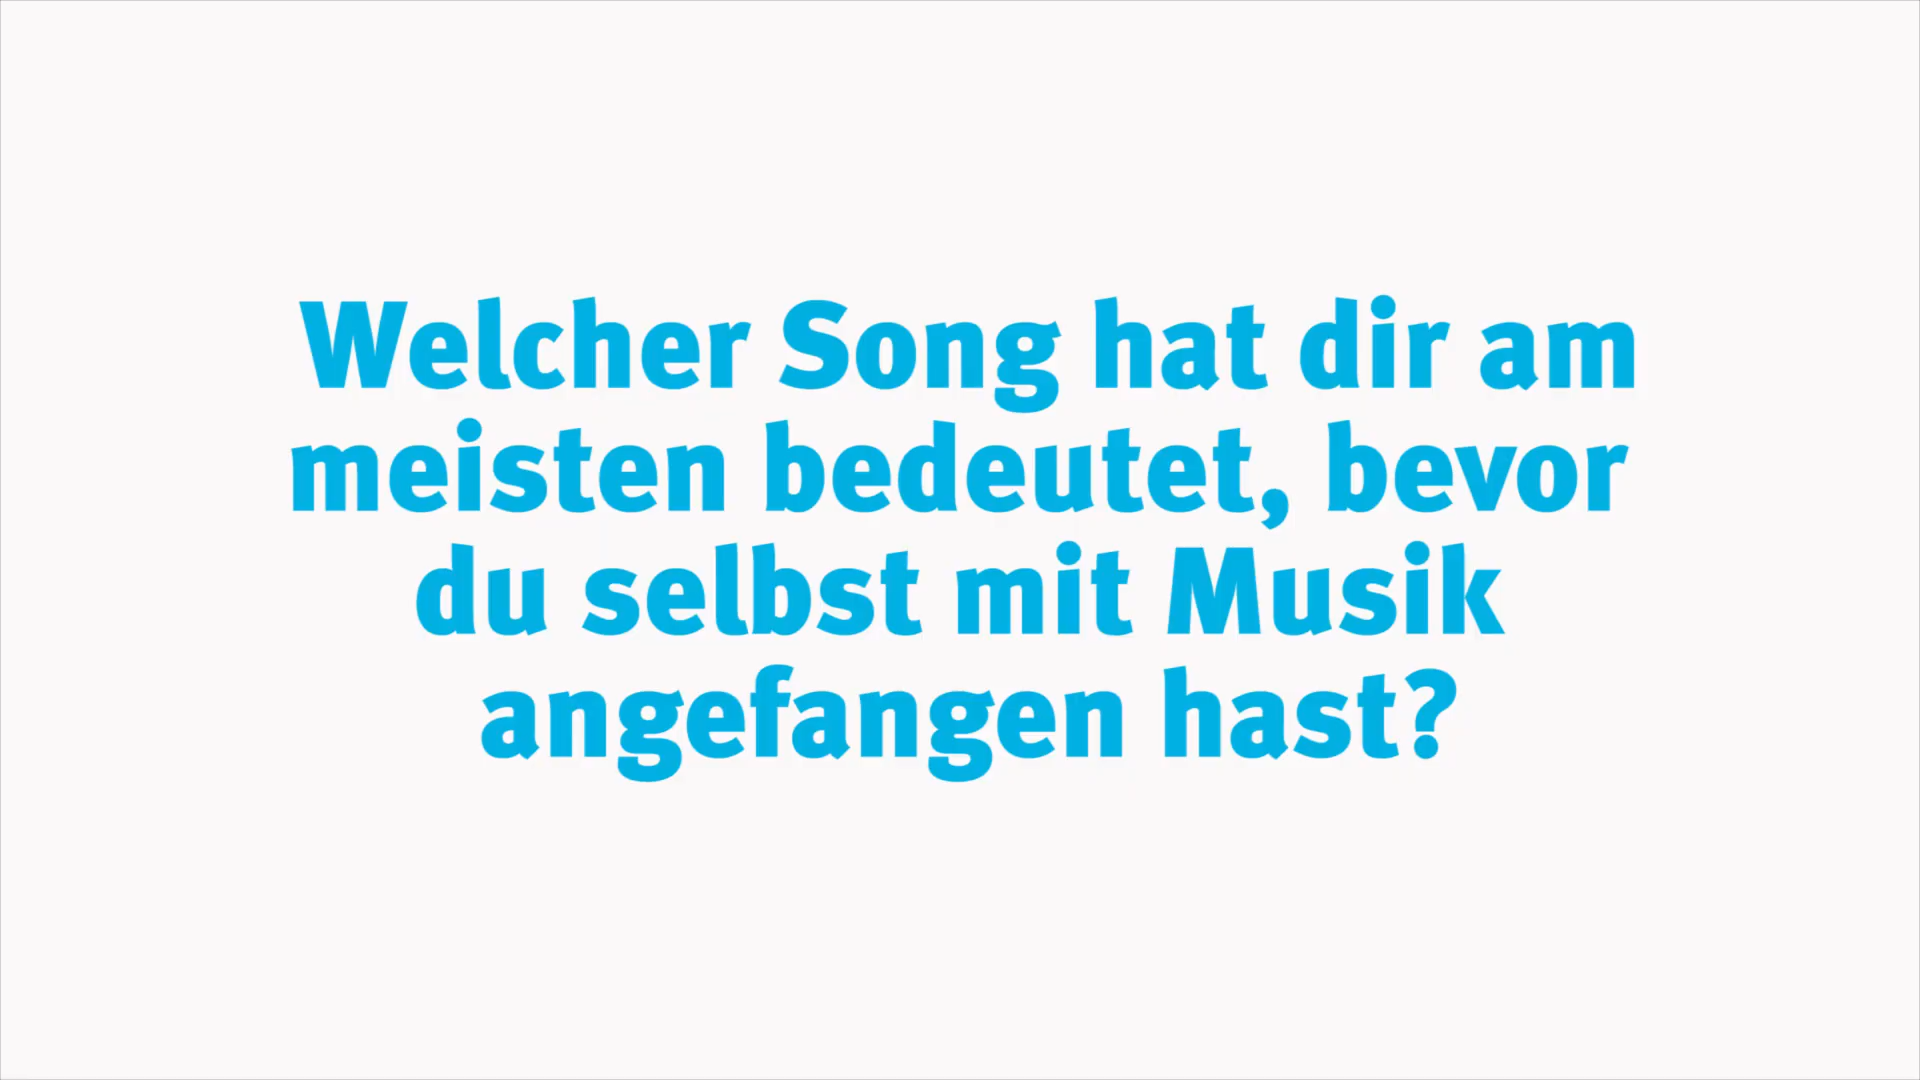 Welcher Song hat dir am
meisten bedeutet, bevor
du selbst mit Musik
angefangen hast?